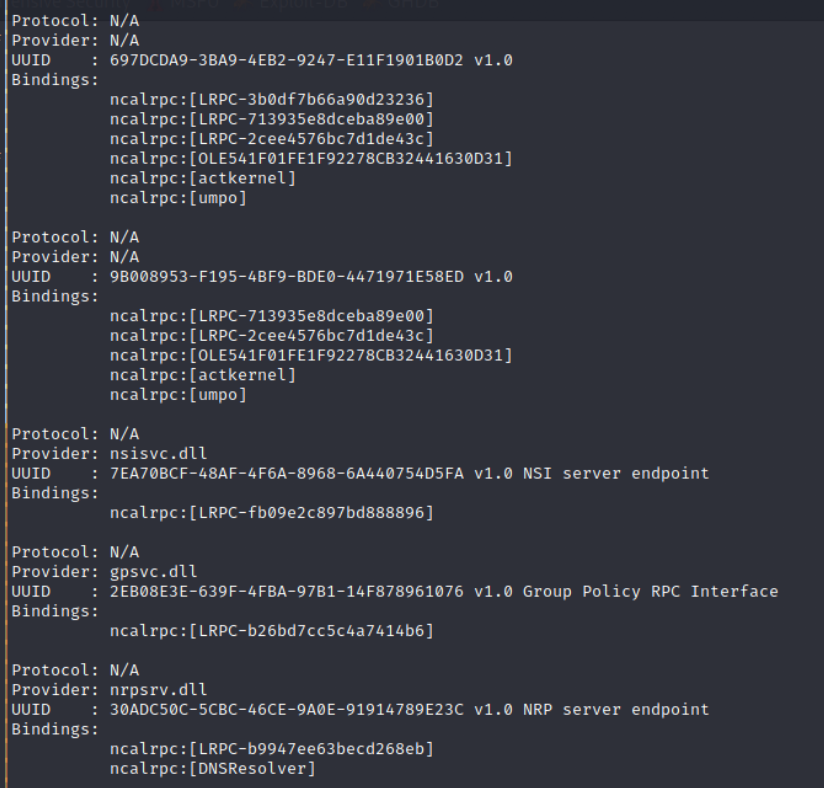 Protocol: N/A
Provider: N/A
UUID    : 697DCDA9-3BA9-4EB2-9247-E11F1901B0D2 v1.0
Bindings:
          ncalrpc:[LRPC-3b0df7b66a90d23236]
          ncalrpc:[LRPC-713935e8dceba89e00]
          ncalrpc:[LRPC-2cee4576bc7d1de43c]
          ncalrpc:[OLE541F01FE1F92278CB32441630D31]
          ncalrpc:[actkernel]
          ncalrpc:[umpo]

Protocol: N/A
Provider: N/A
UUID    : 9B008953-F195-4BF9-BDE0-4471971E58ED v1.0
Bindings:
          ncalrpc:[LRPC-713935e8dceba89e00]
          ncalrpc:[LRPC-2cee4576bc7d1de43c]
          ncalrpc:[OLE541F01FE1F92278CB32441630D31]
          ncalrpc:[actkernel]
          ncalrpc:[umpo]

Protocol: N/A
Provider: nsisvc.dll
UUID    : 7EA70BCF-48AF-4F6A-8968-6A440754D5FA v1.0 NSI server endpoint
Bindings:
          ncalrpc:[LRPC-fb09e2c897bd888896]

Protocol: N/A
Provider: gpsvc.dll
UUID    : 2EB08E3E-639F-4FBA-97B1-14F878961076 v1.0 Group Policy RPC Interface
Bindings:
          ncalrpc:[LRPC-b26bd7cc5c4a7414b6]

Protocol: N/A
Provider: nrpsrv.dll
UUID    : 30ADC50C-5CBC-46CE-9A0E-91914789E23C v1.0 NRP server endpoint
Bindings:
          ncalrpc:[LRPC-b9947ee63becd268eb]
          ncalrpc:[DNSResolver]